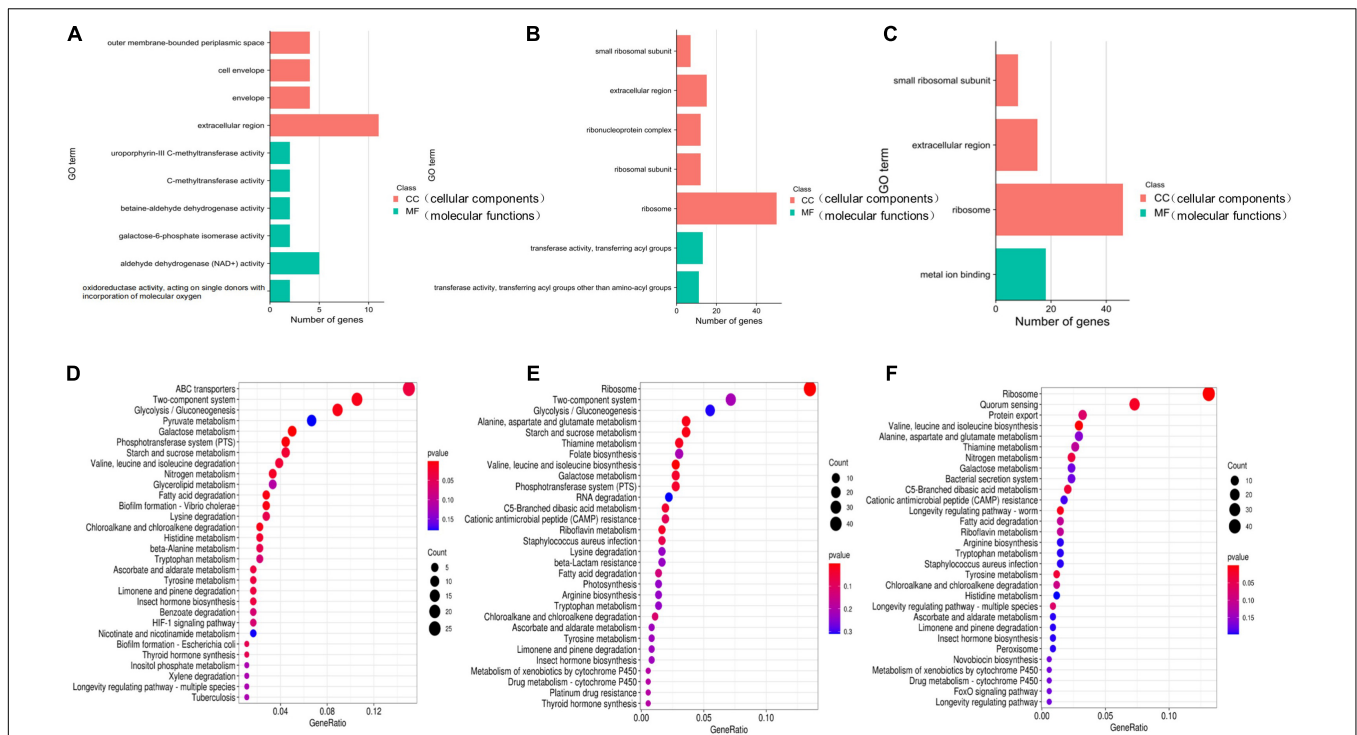 A
outer membrane-bounded periplasmic space
cell envelope
envelope
extracellular region
uroporphyrin-III C-methyltransferase activity
C-methyltransferase activity
betaine-aldehyde dehydrogenase activity
galactose-6-phosphate isomerase activity
aldehyde dehydrogenase (NAD+) activity
oxidoreductase activity, acting on single donors with
incorporation of molecular oxygen
GO term
0 5 10
Number of genes
Class
CC（cellular components）
MF（molecular functions）
B
small ribosomal subunit
extracellular region
ribonucleoprotein complex
ribosomal subunit
ribosome
transferase activity, transferring acyl groups
transferase activity, transferring acyl groups other than amino-acyl groups
GO term
0 20 40
Number of genes
Class
CC（cellular components）
MF（molecular functions）
C
small ribosomal subunit
extracellular region
ribosome
metal ion binding
GO term
0 20 40
Number of genes
Class
CC（cellular components）
MF（molecular functions）
D
ABC transporters
Two-component system
Glycolysis / Gluconeogenesis
Pyruvate metabolism
Galactose metabolism
Phosphotransferase system (PTS)
Starch and sucrose metabolism
Valine, leucine and isoleucine degradation
Nitrogen metabolism
Glycerolipid metabolism
Fatty acid degradation
Biofilm formation - Vibrio cholerae
Lysine degradation
Chloroalkane and chloroalkene degradation
Histidine metabolism
beta-Alanine metabolism
Tryptophan metabolism
Ascorbate and aldarate metabolism
Tyrosine metabolism
Limonene and pinene degradation
Insect hormone biosynthesis
Benzoate degradation
HIF-1 signaling pathway
Nicotinate and nicotinamide metabolism
Biofilm formation - Escherichia coli
Thyroid hormone synthesis
Inositol phosphate metabolism
Xylene degradation
Longevity regulating pathway - multiple species
Tuberculosis
0.04 0.08 0.12
GeneRatio
pvalue
0.05
0.10
0.15
Count
5
10
15
20
25
E
Ribosome
Two-component system
Glycolysis / Gluconeogenesis
Alanine, aspartate and glutamate metabolism
Starch and sucrose metabolism
Thiamine metabolism
Folate biosynthesis
Valine, leucine and isoleucine biosynthesis
Galactose metabolism
Phosphotransferase system (PTS)
RNA degradation
C5-Branched dibasic acid metabolism
Cationic antimicrobial peptide (CAMP) resistance
Riboflavin metabolism
Staphylococcus aureus infection
Lysine degradation
beta-Lactam resistance
Fatty acid degradation
Photosynthesis
Arginine biosynthesis
Tryptophan metabolism
Chloroalkane and chloroalkene degradation
Ascorbate and aldarate metabolism
Tyrosine metabolism
Limonene and pinene degradation
Insect hormone biosynthesis
Metabolism of xenobiotics by cytochrome P450
Drug metabolism - cytochrome P450
Platinum drug resistance
Thyroid hormone synthesis
0.00 0.05 0.10
GeneRatio
Count
10
20
30
40
pvalue
0.1
0.2
0.3
F
Ribosome
Quorum sensing
Protein export
Valine, leucine and isoleucine biosynthesis
Alanine, aspartate and glutamate metabolism
Thiamine metabolism
Nitrogen metabolism
Galactose metabolism
Bacterial secretion system
C5-Branched dibasic acid metabolism
Cationic antimicrobial peptide (CAMP) resistance
Longevity regulating pathway - worm
Fatty acid degradation
Riboflavin metabolism
Arginine biosynthesis
Tryptophan metabolism
Staphylococcus aureus infection
Tyrosine metabolism
Chloroalkane and chloroalkene degradation
Histidine metabolism
Longevity regulating pathway - multiple species
Ascorbate and aldarate metabolism
Limonene and pinene degradation
Insect hormone biosynthesis
Peroxisome
Novobiocin biosynthesis
Metabolism of xenobiotics by cytochrome P450
Drug metabolism - cytochrome P450
FoxO signaling pathway
Longevity regulating pathway
0.00 0.05 0.10
GeneRatio
Count
10
20
30
40
pvalue
0.05
0.10
0.15